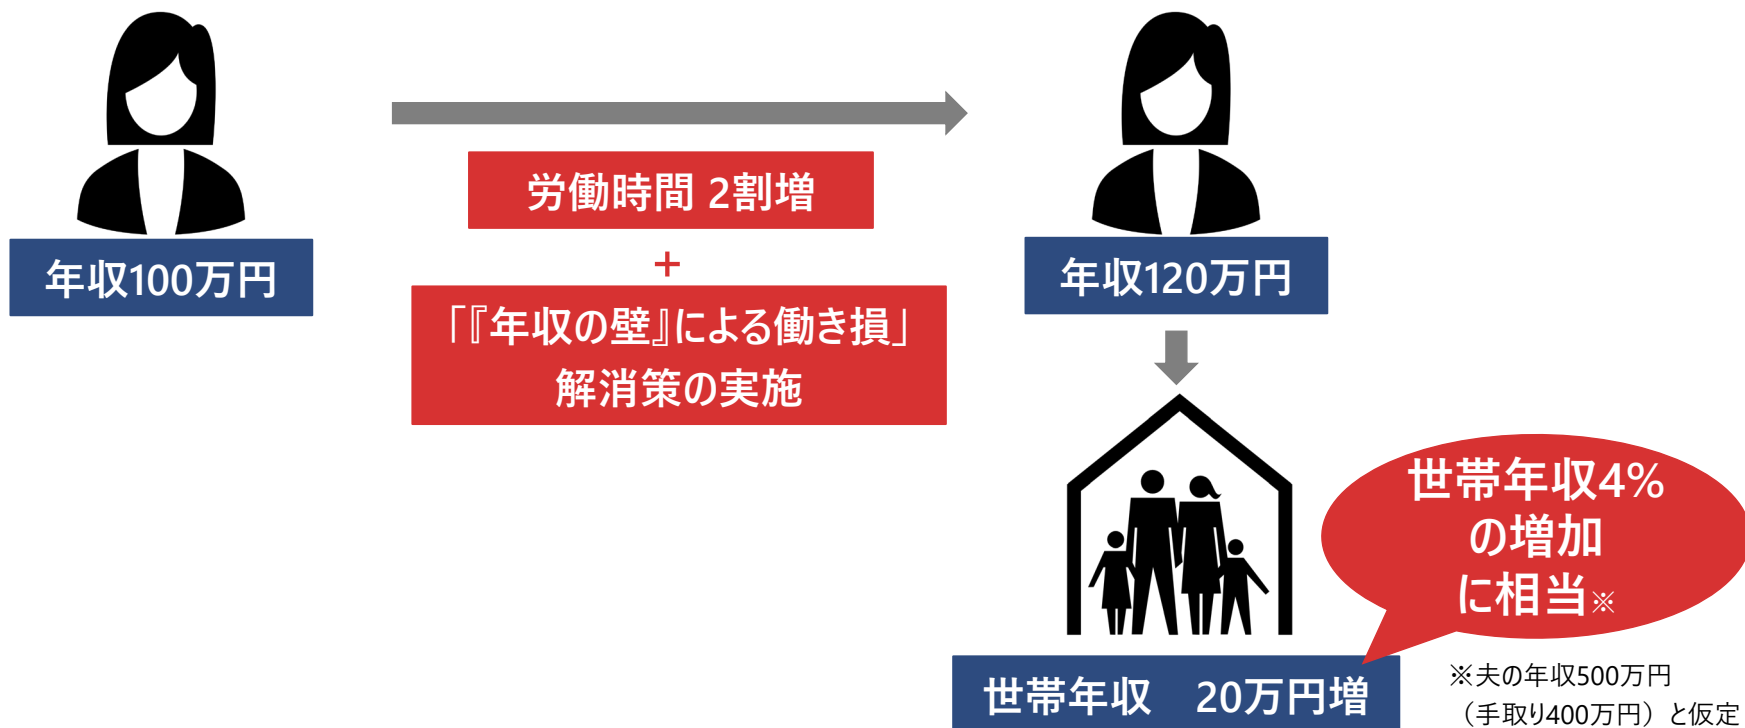 年収100万円
労働時間 2割増
+
「『年収の壁』による働き損」
解消策の実施
年収120万円
世帯年収4%
の増加
に相当※
世帯年収　20万円増
※夫の年収500万円
（手取り400万円）と仮定